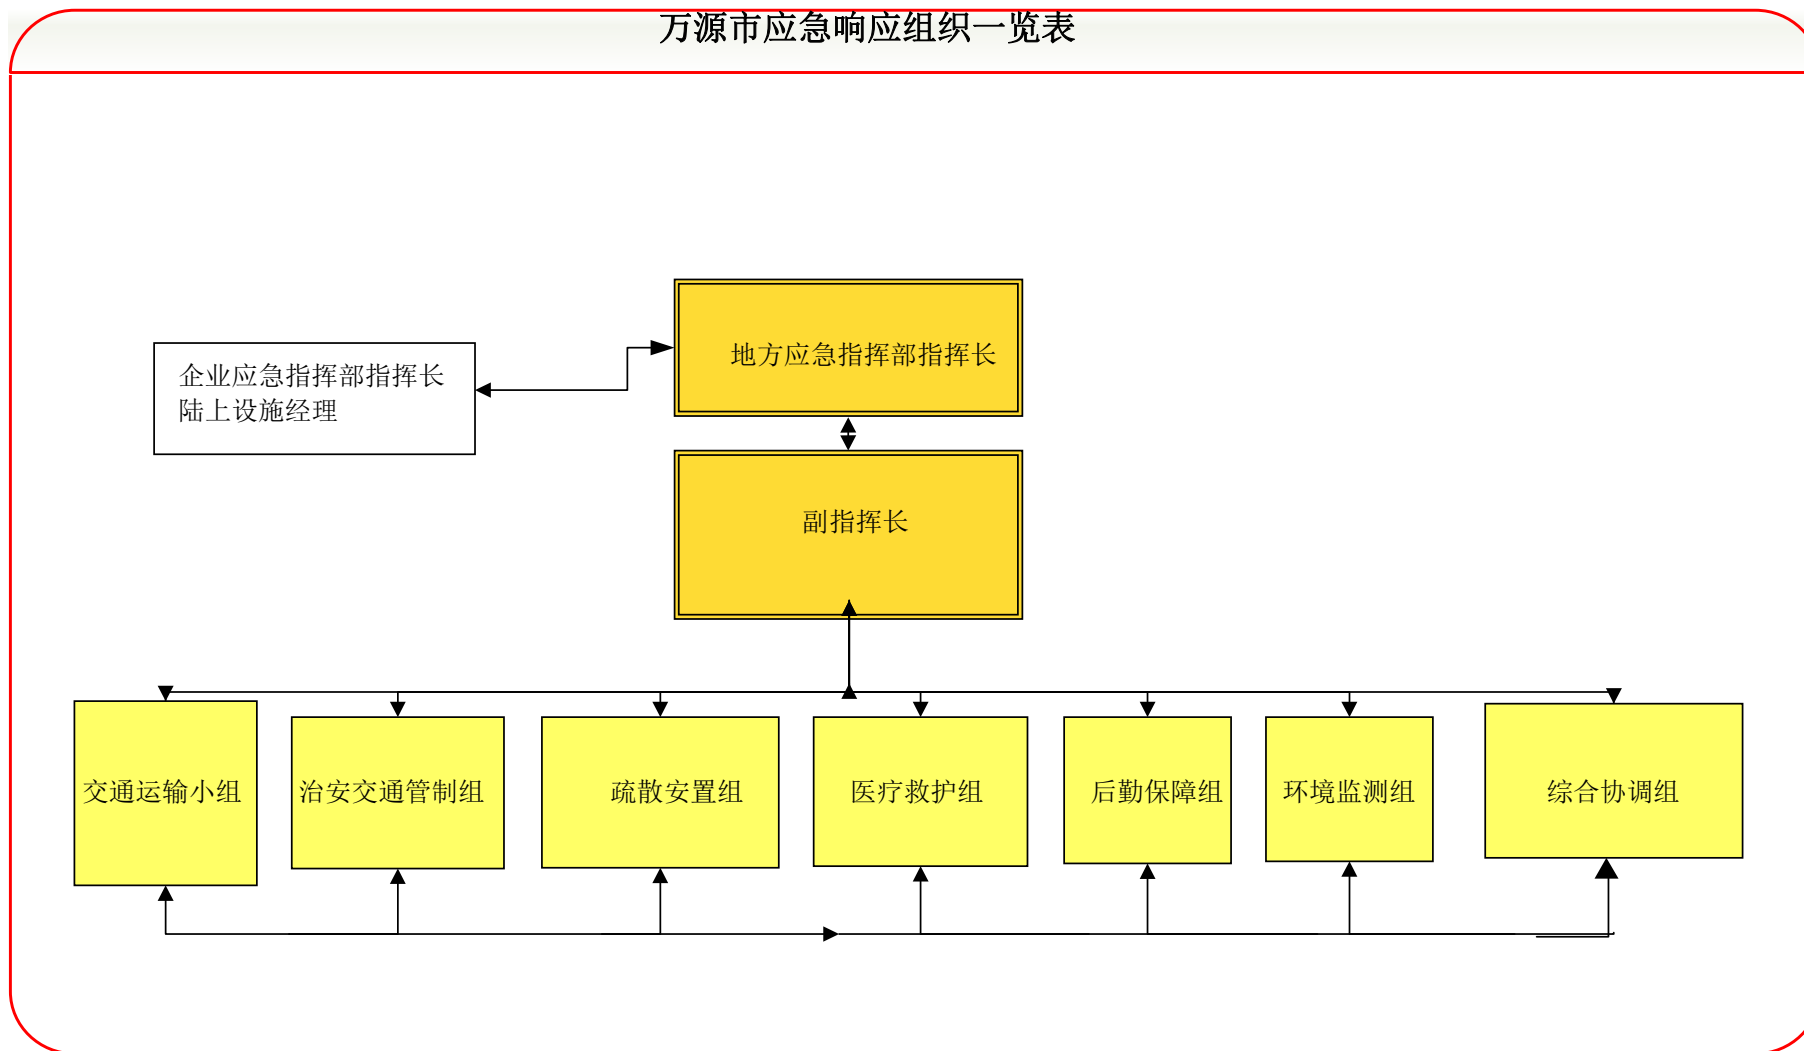 万源市应急响应组织一览表
地方应急指挥部指挥长
企业应急指挥部指挥长
陆上设施经理
副指挥长
交通运输小组
治安交通管制组
疏散安置组
医疗救护组
后勤保障组
环境监测组
综合协调组